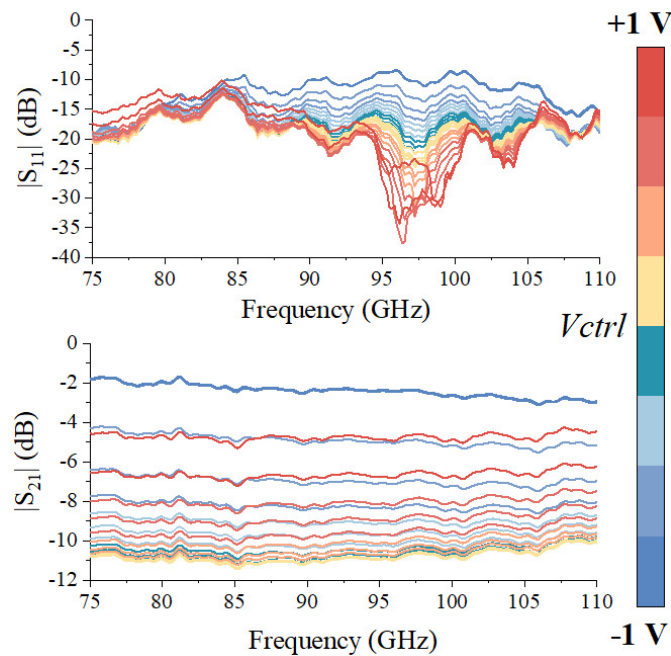 +1 V
0
-5
-10
-15
-20
-25
-30
-35
-40
|S11| (dB)
75 80 85 90 95 100 105 110
Frequency (GHz)
Vctrl
0
-2
-4
-6
-8
-10
-12
|S21| (dB)
75 80 85 90 95 100 105 110
Frequency (GHz)
-1 V